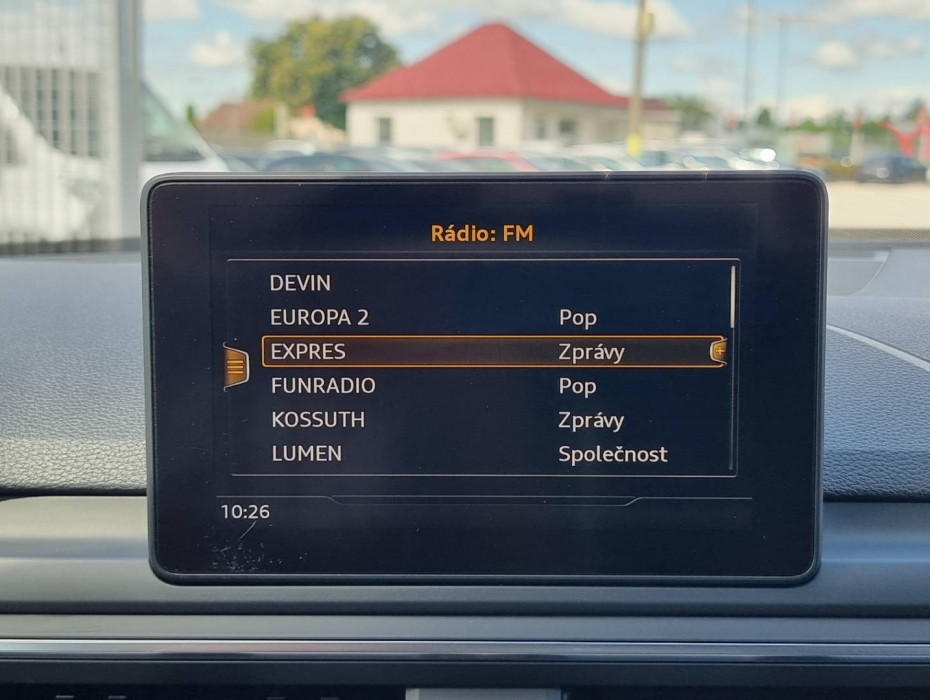 Rádio: FM
DEVIN
EUROPA 2 Pop
EXPRES Zprávy
FUNRADIO Pop
KOSSUTH Zprávy
LUMEN Společnost
10:26